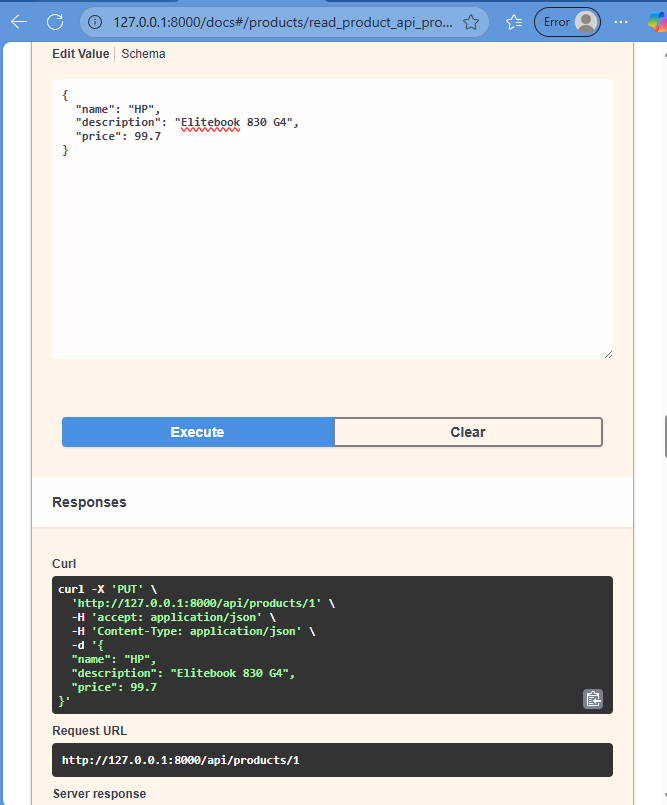 127.0.0.1:8000/docs#/products/read_product_api_pro...
Error
Edit Value
Schema
{
  "name": "HP",
  "description": "Elitebook 830 G4",
  "price": 99.7
}
Execute
Clear
Responses
Curl
curl -X 'PUT' \
  'http://127.0.0.1:8000/api/products/1' \
  -H 'accept: application/json' \
  -H 'Content-Type: application/json' \
  -d '{
  "name": "HP",
  "description": "Elitebook 830 G4",
  "price": 99.7
}'
Request URL
http://127.0.0.1:8000/api/products/1
Server response